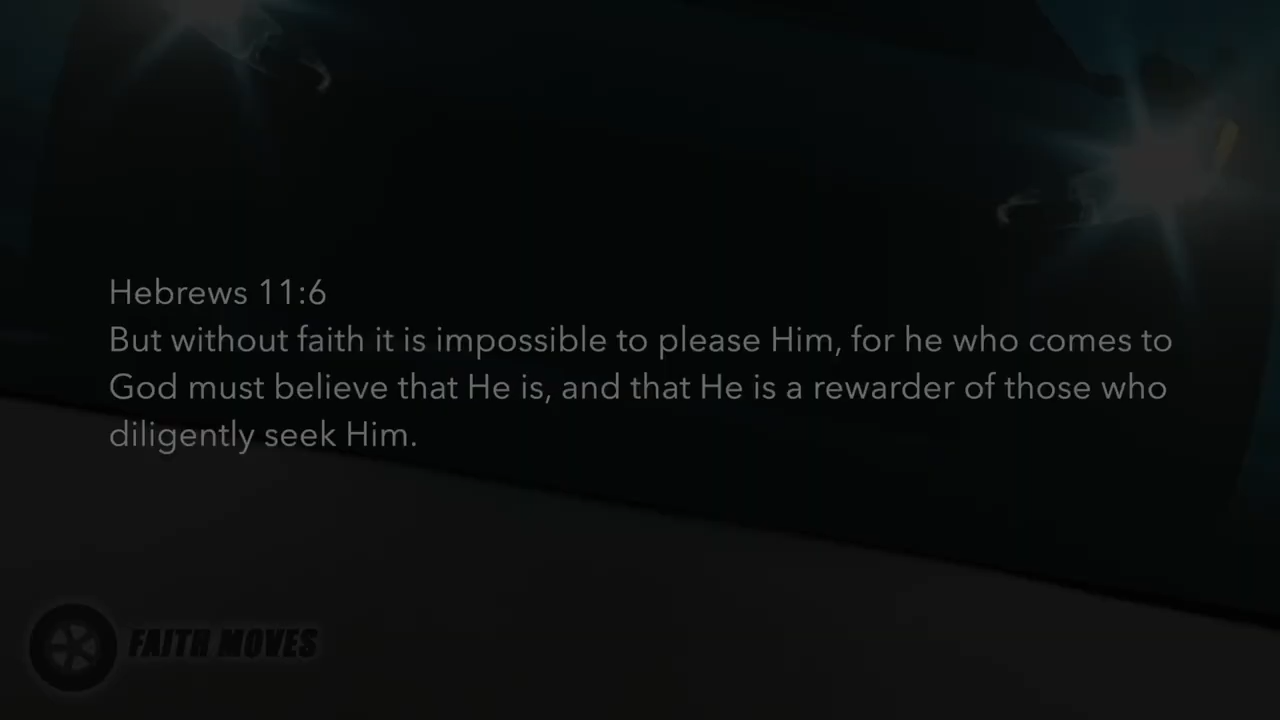 Hebrews 11:6
But without faith it is impossible to please Him, for he who comes to
God must believe that He is, and that He is a rewarder of those who
diligently seek Him.
FAITH MOVES